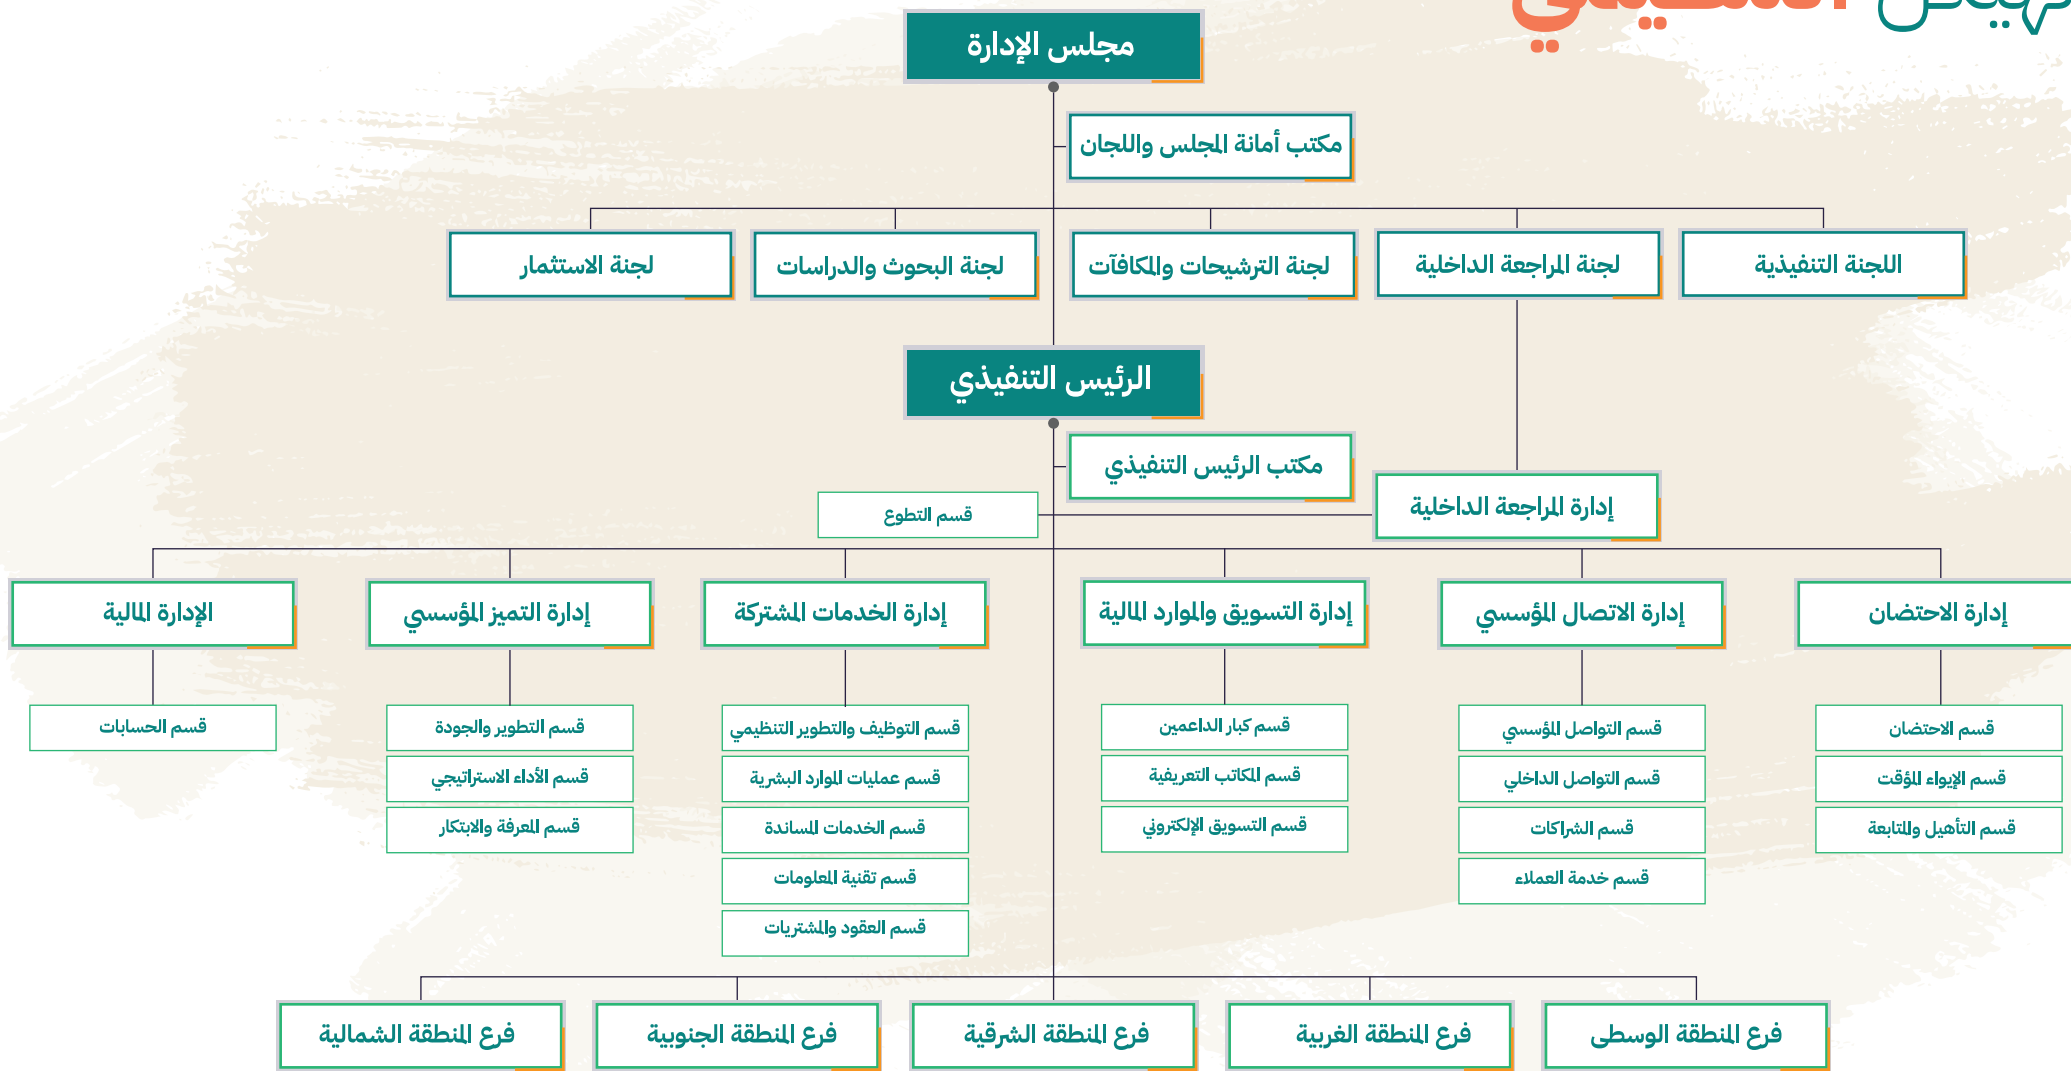 الهيكل التنظيمي
مجلس الإدارة
مكتب أمانة المجلس واللجان
اللجنة التنفيذية
لجنة المراجعة الداخلية
لجنة الترشيحات والمكافآت
لجنة البحوث والدراسات
لجنة الاستثمار
الرئيس التنفيذي
مكتب الرئيس التنفيذي
إدارة المراجعة الداخلية
قسم التطوع
إدارة الاحتضان
إدارة الاتصال المؤسسي
إدارة التسويق والموارد المالية
إدارة الخدمات المشتركة
إدارة التميز المؤسسي
الإدارة المالية
قسم الاحتضان
قسم الإيواء المؤقت
قسم التأهيل والمتابعة
قسم التواصل المؤسسي
قسم التواصل الداخلي
قسم الشراكات
قسم خدمة العملاء
قسم كبار الداعمين
قسم المكاتب التعريفية
قسم التسويق الإلكتروني
قسم التوظيف والتطوير التنظيمي
قسم عمليات الموارد البشرية
قسم الخدمات المساندة
قسم تقنية المعلومات
قسم العقود والمشتريات
قسم التطوير والجودة
قسم الأداء الاستراتيجي
قسم المعرفة والابتكار
قسم الحسابات
فرع المنطقة الوسطى
فرع المنطقة الغربية
فرع المنطقة الشرقية
فرع المنطقة الجنوبية
فرع المنطقة الشمالية